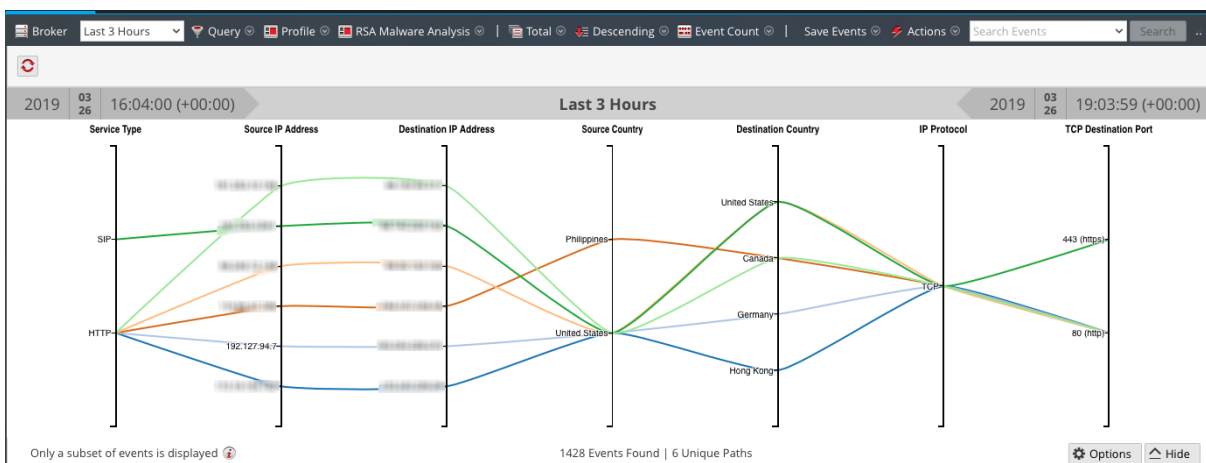 Broker Last 3 Hours Query Profile RSA Malware Analysis | Total Descending Event Count | Save Events Actions Search Events Search ..
2019 03 26 16:04:00 (+00:00) Last 3 Hours 2019 03 26 19:03:59 (+00:00)
Service Type Source IP Address Destination IP Address Source Country Destination Country IP Protocol TCP Destination Port
United States
SIP Philippines 443 (https)
Canada
TCP
Germany
HTTP United States 80 (http)
192.127.94.7
Hong Kong
Only a subset of events is displayed 1428 Events Found | 6 Unique Paths Options Hide